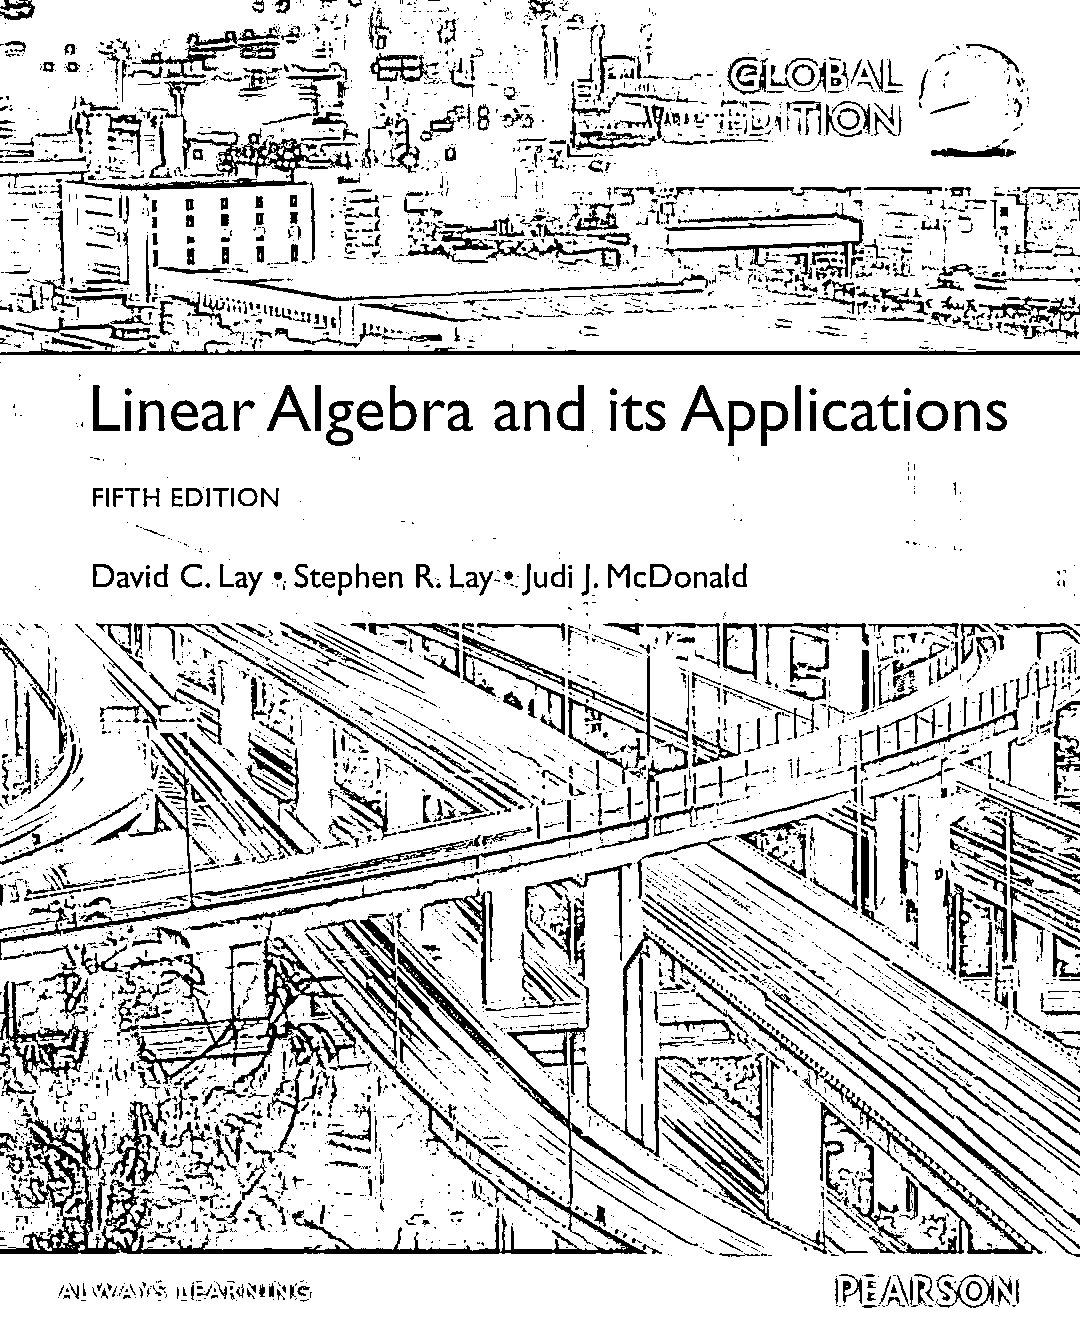 GLOBAL
EDITION
Linear Algebra and its Applications
FIFTH EDITION
David C. Lay • Stephen R. Lay • Judi J. McDonald
ALWAYS LEARNING
PEARSON